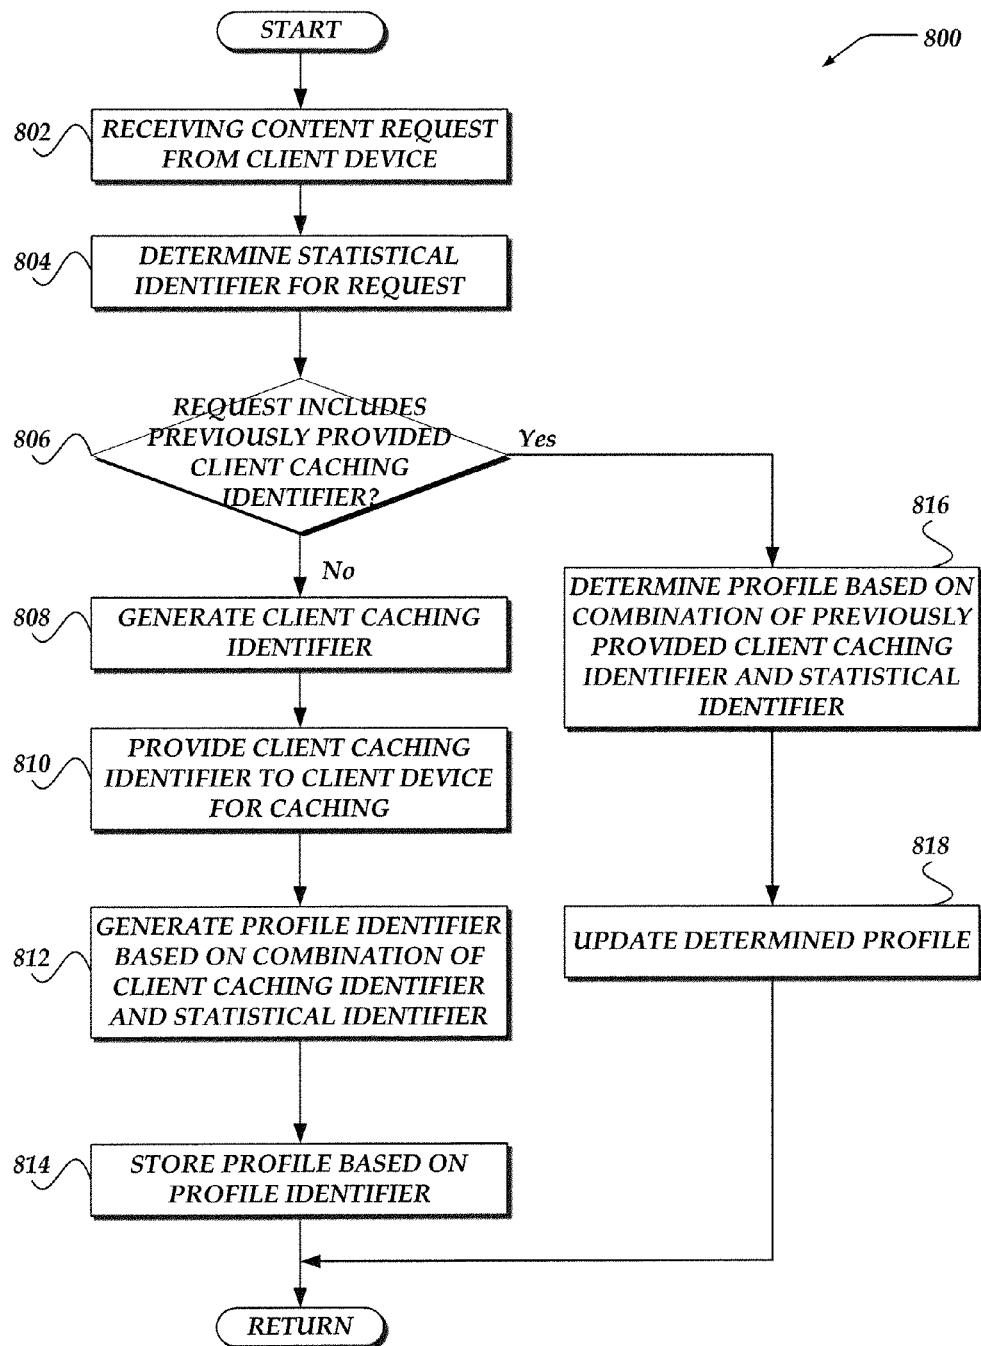 START
800
802
RECEIVING CONTENT REQUEST
FROM CLIENT DEVICE
804
DETERMINE STATISTICAL
IDENTIFIER FOR REQUEST
806
REQUEST INCLUDES
PREVIOUSLY PROVIDED
CLIENT CACHING
IDENTIFIER?
Yes
No
808
GENERATE CLIENT CACHING
IDENTIFIER
810
PROVIDE CLIENT CACHING
IDENTIFIER TO CLIENT DEVICE
FOR CACHING
812
GENERATE PROFILE IDENTIFIER
BASED ON COMBINATION OF
CLIENT CACHING IDENTIFIER
AND STATISTICAL IDENTIFIER
814
STORE PROFILE BASED ON
PROFILE IDENTIFIER
816
DETERMINE PROFILE BASED ON
COMBINATION OF PREVIOUSLY
PROVIDED CLIENT CACHING
IDENTIFIER AND STATISTICAL
IDENTIFIER
818
UPDATE DETERMINED PROFILE
RETURN